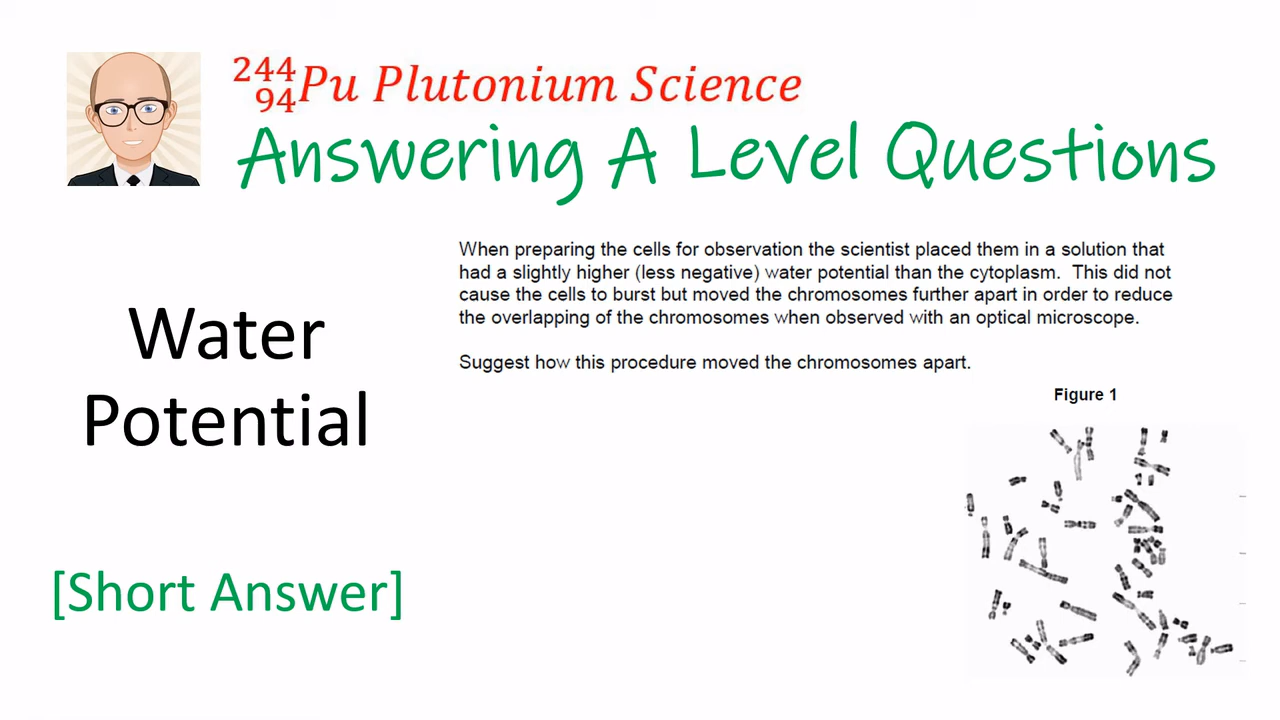 ²⁴⁴₉₄Pu Plutonium Science
Answering A Level Questions
Water
Potential
[Short Answer]
When preparing the cells for observation the scientist placed them in a solution that
had a slightly higher (less negative) water potential than the cytoplasm.  This did not
cause the cells to burst but moved the chromosomes further apart in order to reduce
the overlapping of the chromosomes when observed with an optical microscope.
Suggest how this procedure moved the chromosomes apart.
Figure 1